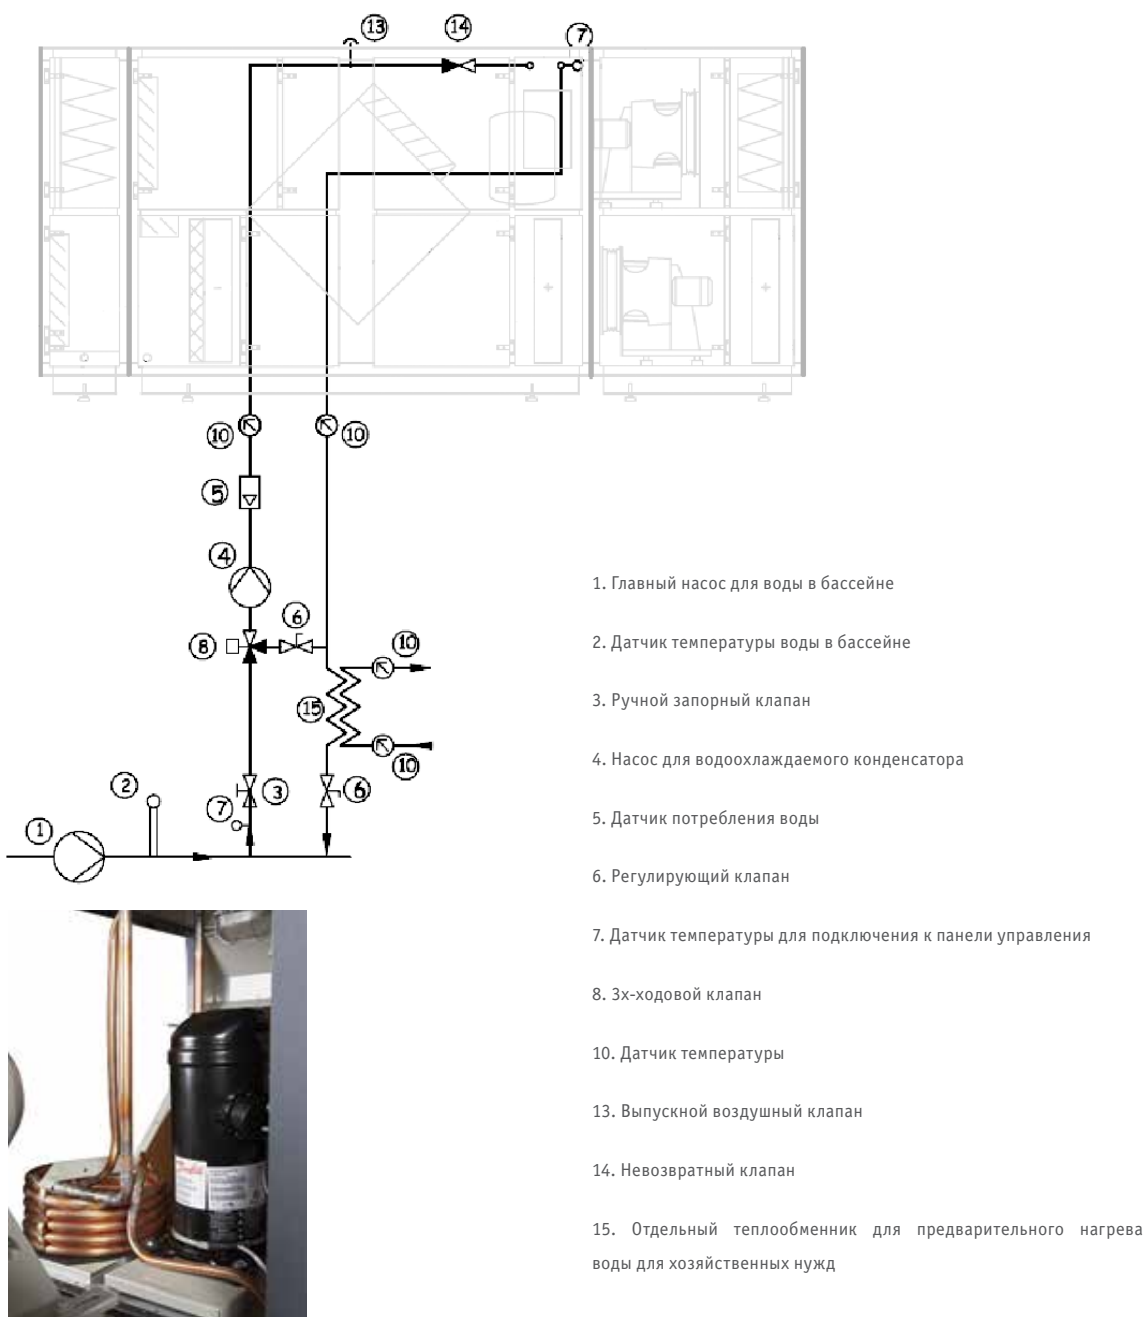 13
14
7
10
10
5
4
6
8
10
15
10
2
3
6
7
1
1. Главный насос для воды в бассейне
2. Датчик температуры воды в бассейне
3. Ручной запорный клапан
4. Насос для водоохлаждаемого конденсатора
5. Датчик потребления воды
6. Регулирующий клапан
7. Датчик температуры для подключения к панели управления
8. 3х-ходовой клапан
10. Датчик температуры
13. Выпускной воздушный клапан
14. Невозвратный клапан
15. Отдельный теплообменник для предварительного нагрева
воды для хозяйственных нужд